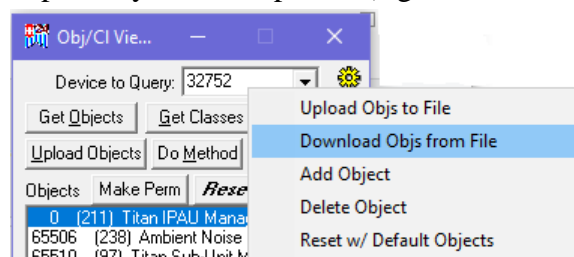 Obj/Cl Vie...
Device to Query: 32752
Get Objects Get Classes
Upload Objects Do Method
Objects Make Perm Rese
0 (211) Titan IPAU Mana
65506 (238) Ambient Noise
65510 (97) Titan Sub Unit M
Upload Objs to File
Download Objs from File
Add Object
Delete Object
Reset w/ Default Objects